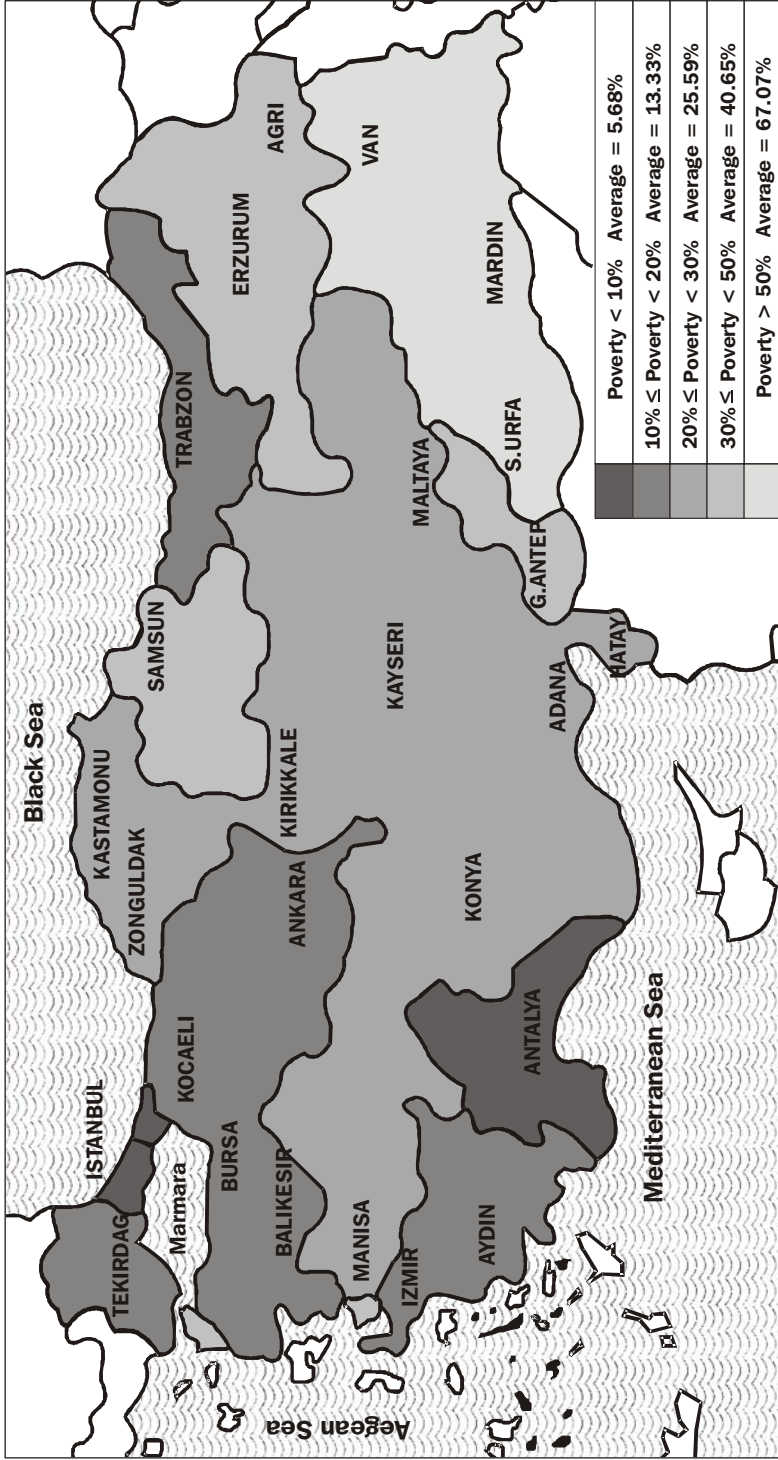 Black Sea
İSTANBUL
KASTAMONU
ZONGULDAK
SAMSUN
TRABZON
TEKIRDAG
Marmara
KOCAELI
BURSA
BALIKESIR
ANKARA
KIRIKKALE
ERZURUM
AGRI
MANISA
IZMIR
KAYSERI
MALTAYA
VAN
AYDIN
KONYA
ANTALYA
ADANA
HATAY
G.ANTEP
S.URFA
MARDIN
Aegean Sea
Mediterranean Sea
Poverty < 10% Average = 5.68%
10% ≤ Poverty < 20% Average = 13.33%
20% ≤ Poverty < 30% Average = 25.59%
30% ≤ Poverty < 50% Average = 40.65%
Poverty > 50% Average = 67.07%